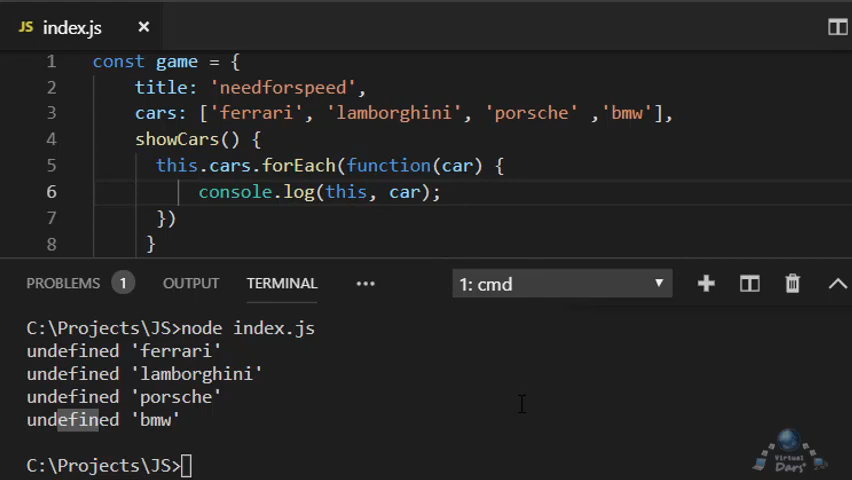 JS index.js ×
1 const game = {
2 title: 'needforspeed',
3 cars: ['ferrari', 'lamborghini', 'porsche' ,'bmw'],
4 showCars() {
5 this.cars.forEach(function(car) {
6 console.log(this, car);
7 })
8 }
PROBLEMS 1 OUTPUT TERMINAL ••• 1: cmd
C:\Projects\JS>node index.js
undefined 'ferrari'
undefined 'lamborghini'
undefined 'porsche'
undefined 'bmw'
C:\Projects\JS>
Virtual
Dars